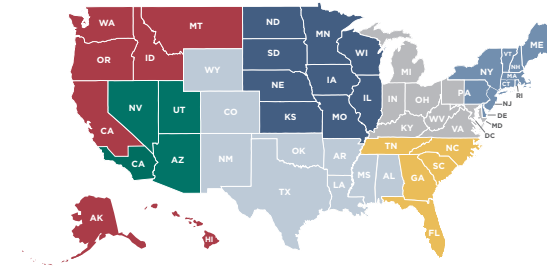 WA
MT
ND
MN
ME
VT
NH
OR
ID
SD
WI
NY
MA
CT
RI
WY
IA
MI
PA
NJ
NE
IL
IN
OH
DE
NV
UT
CO
KS
MO
KY
WV
VA
MD
DC
CA
CA
AZ
NM
OK
AR
TN
NC
SC
TX
LA
MS
AL
GA
FL
AK
HI